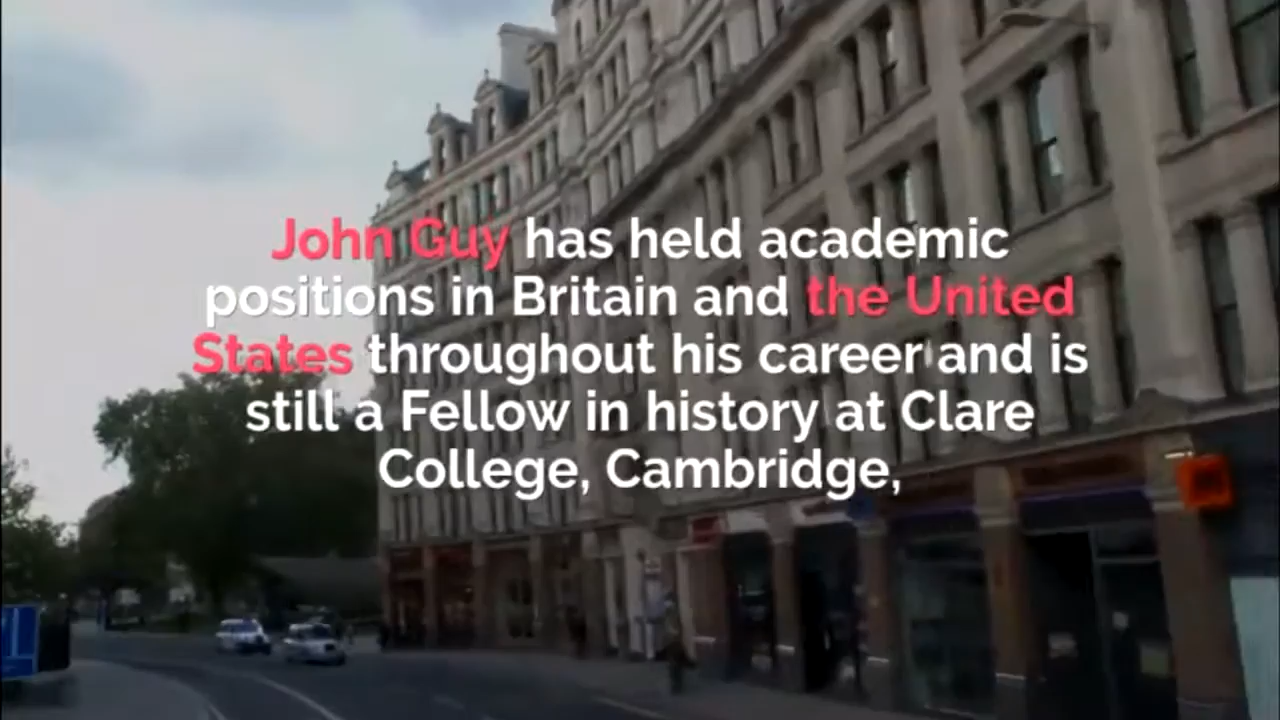 John Guy has held academic
positions in Britain and the United
States throughout his career and is
still a Fellow in history at Clare
College, Cambridge,